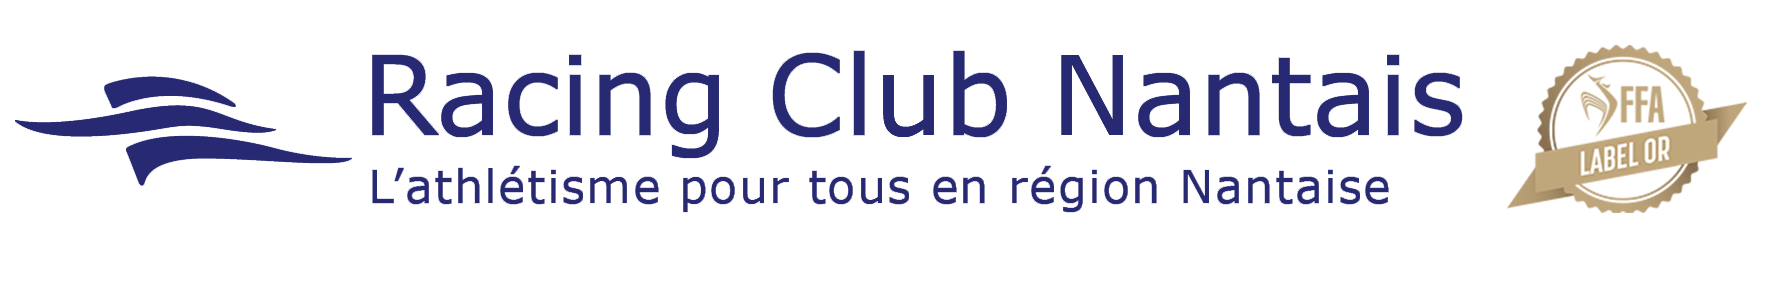 Racing Club Nantais
L’athlétisme pour tous en région Nantaise
FFA
LABEL OR